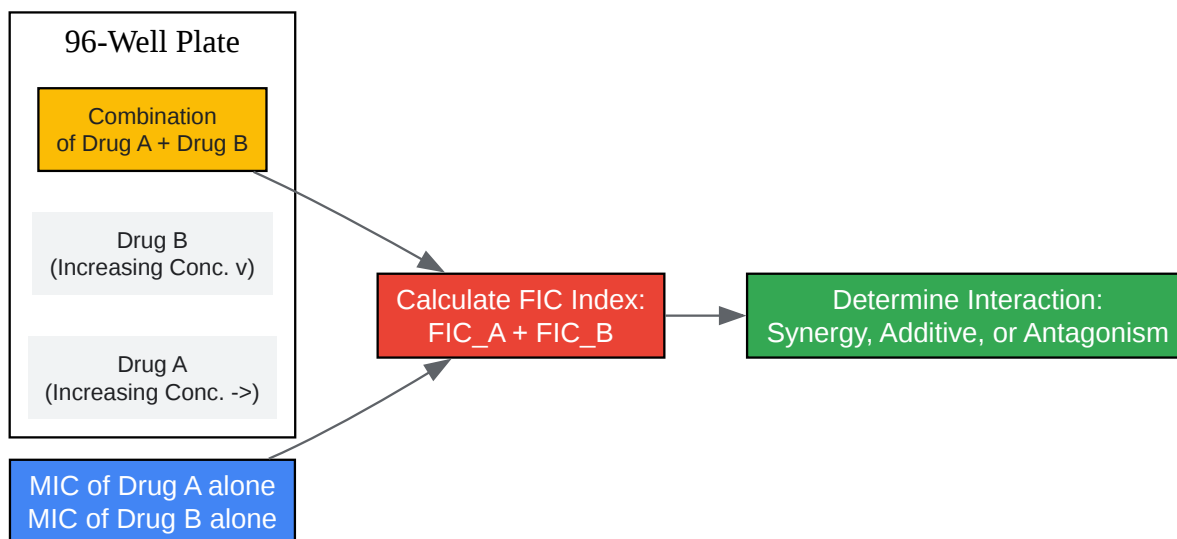 96-Well Plate
Combination
of Drug A + Drug B
Drug B
(Increasing Conc. v)
Drug A
(Increasing Conc. ->)
MIC of Drug A alone
MIC of Drug B alone
Calculate FIC Index:
FIC_A + FIC_B
Determine Interaction:
Synergy, Additive, or Antagonism